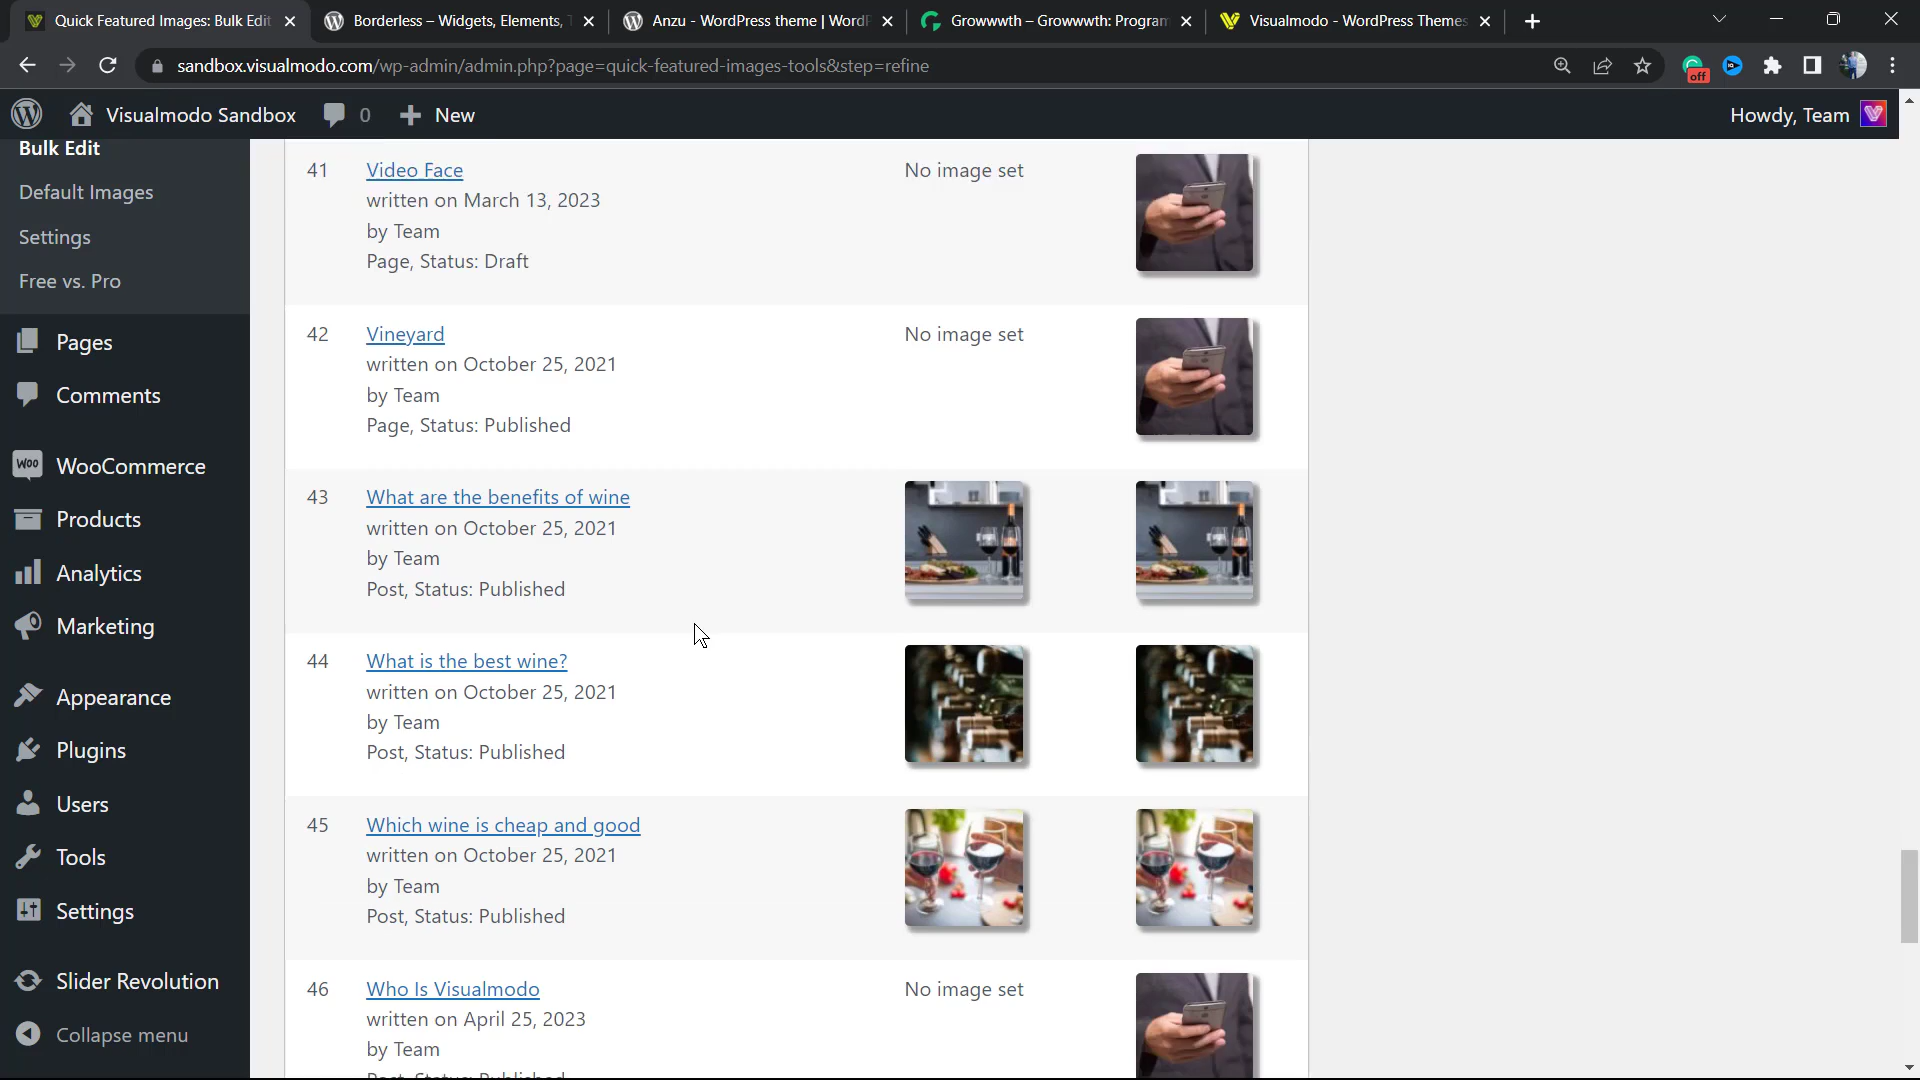 Quick Featured Images: Bulk Edit
Borderless – Widgets, Elements, T
Anzu - WordPress theme | WordP
Growwwth – Growwwth: Program
Visualmodo - WordPress Themes
sandbox.visualmodo.com/wp-admin/admin.php?page=quick-featured-images-tools&step=refine
off
Visualmodo Sandbox
0
New
Howdy, Team
Bulk Edit
Default Images
Settings
Free vs. Pro
Pages
Comments
WooCommerce
Products
Analytics
Marketing
Appearance
Plugins
Users
Tools
Settings
Slider Revolution
Collapse menu
41 Video Face No image set
written on March 13, 2023
by Team
Page, Status: Draft
42 Vineyard No image set
written on October 25, 2021
by Team
Page, Status: Published
43 What are the benefits of wine
written on October 25, 2021
by Team
Post, Status: Published
44 What is the best wine?
written on October 25, 2021
by Team
Post, Status: Published
45 Which wine is cheap and good
written on October 25, 2021
by Team
Post, Status: Published
46 Who Is Visualmodo No image set
written on April 25, 2023
by Team
Post, Status: Published